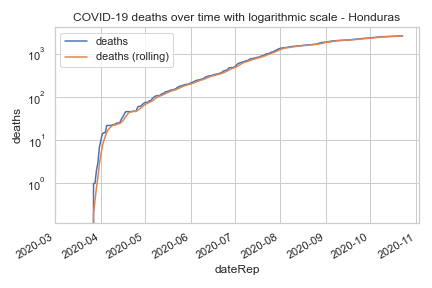 COVID-19 deaths over time with logarithmic scale - Honduras
deaths
deaths (rolling)
10³
10²
10¹
10⁰
deaths
2020-03
2020-04
2020-05
2020-06
2020-07
2020-08
2020-09
2020-10
2020-11
dateRep